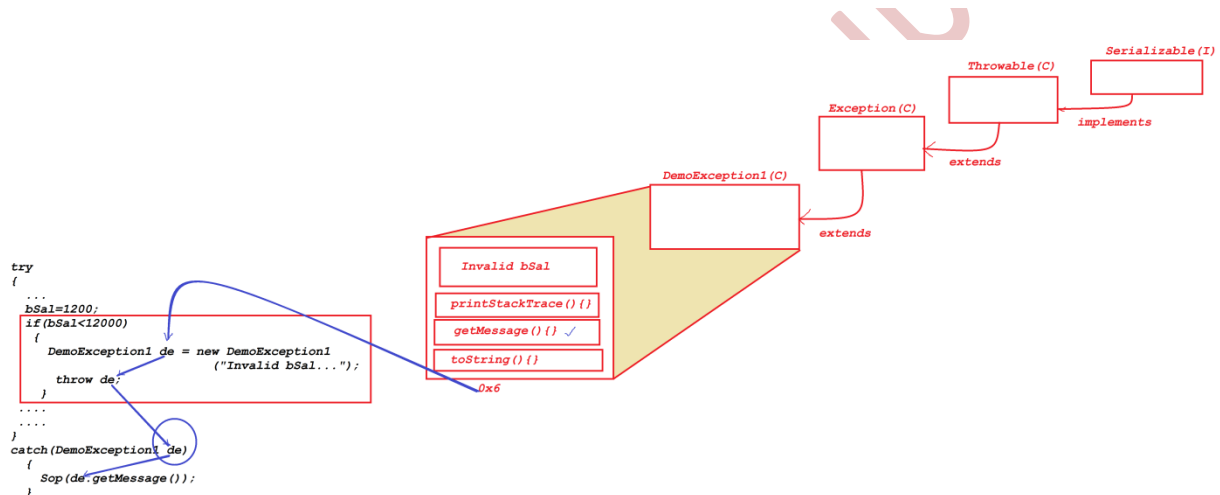 Serializable(I)
Throwable(C)
implements
Exception(C)
extends
DemoException1(C)
extends
Invalid bSal
printStackTrace(){}
getMessage(){} ✓
toString(){}
0x6
try
{
...
bSal=1200;
if(bSal<12000)
{
DemoException1 de = new DemoException1
("Invalid bSal...");
throw de;
}
....
....
}
catch(DemoException1 de)
{
Sop(de.getMessage());
}